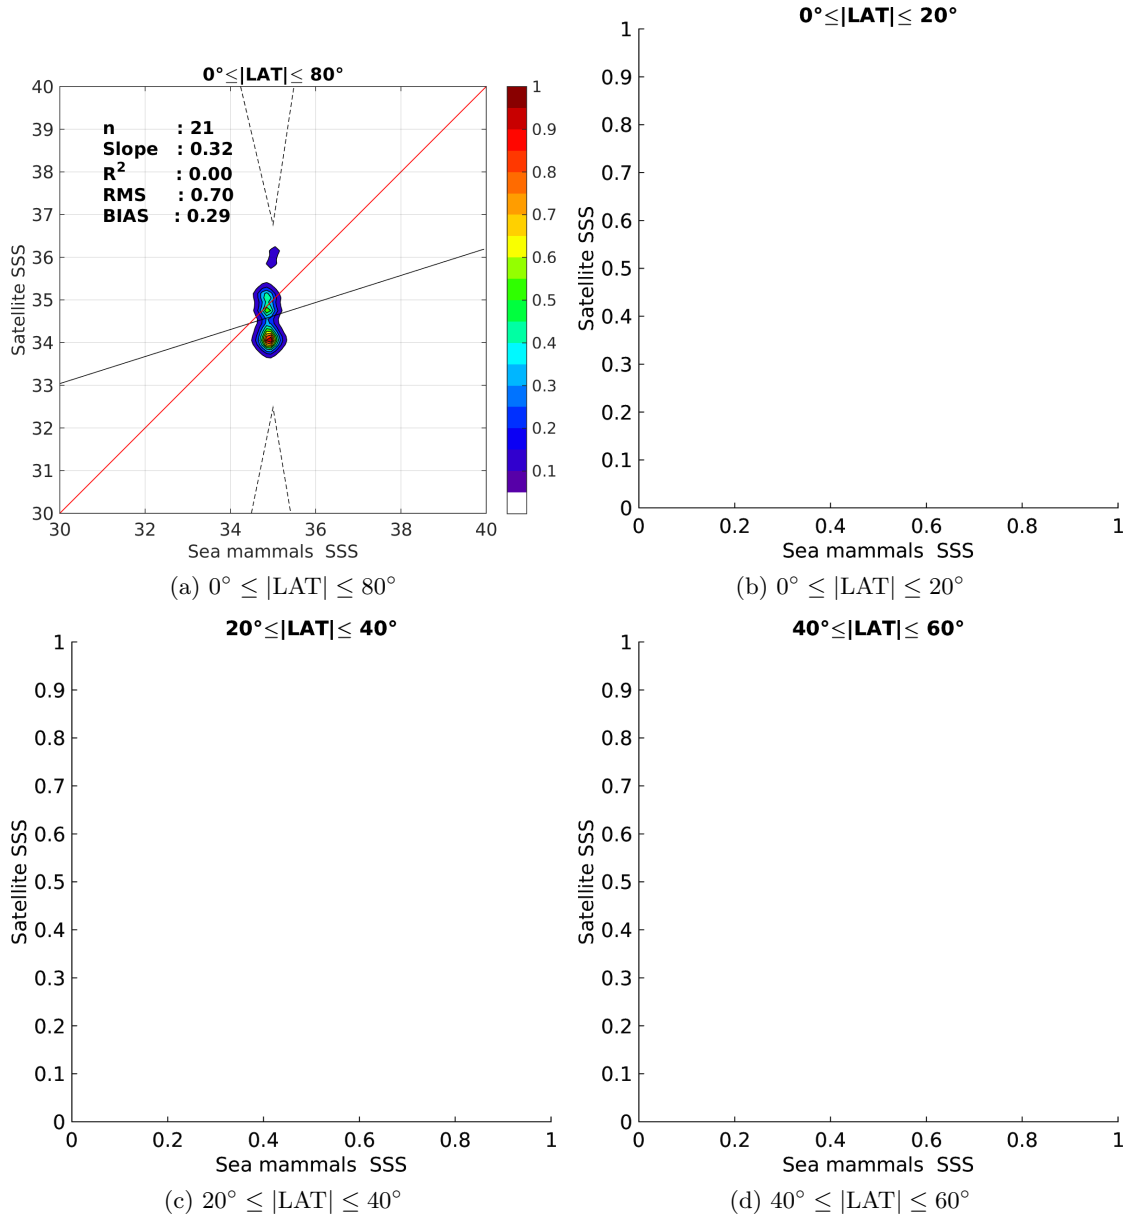 0°≤|LAT|≤ 80°
40
39
38
37
36
35
34
33
32
31
30
Satellite SSS
n : 21
Slope : 0.32
R² : 0.00
RMS : 0.70
BIAS : 0.29
30 32 34 36 38 40
Sea mammals SSS
1
0.9
0.8
0.7
0.6
0.5
0.4
0.3
0.2
0.1
(a) 0° ≤ |LAT| ≤ 80°
0°≤|LAT|≤ 20°
1
0.9
0.8
0.7
0.6
0.5
0.4
0.3
0.2
0.1
0
Satellite SSS
0 0.2 0.4 0.6 0.8 1
Sea mammals SSS
(b) 0° ≤ |LAT| ≤ 20°
20°≤|LAT|≤ 40°
1
0.9
0.8
0.7
0.6
0.5
0.4
0.3
0.2
0.1
0
Satellite SSS
0 0.2 0.4 0.6 0.8 1
Sea mammals SSS
(c) 20° ≤ |LAT| ≤ 40°
40°≤|LAT|≤ 60°
1
0.9
0.8
0.7
0.6
0.5
0.4
0.3
0.2
0.1
0
Satellite SSS
0 0.2 0.4 0.6 0.8 1
Sea mammals SSS
(d) 40° ≤ |LAT| ≤ 60°